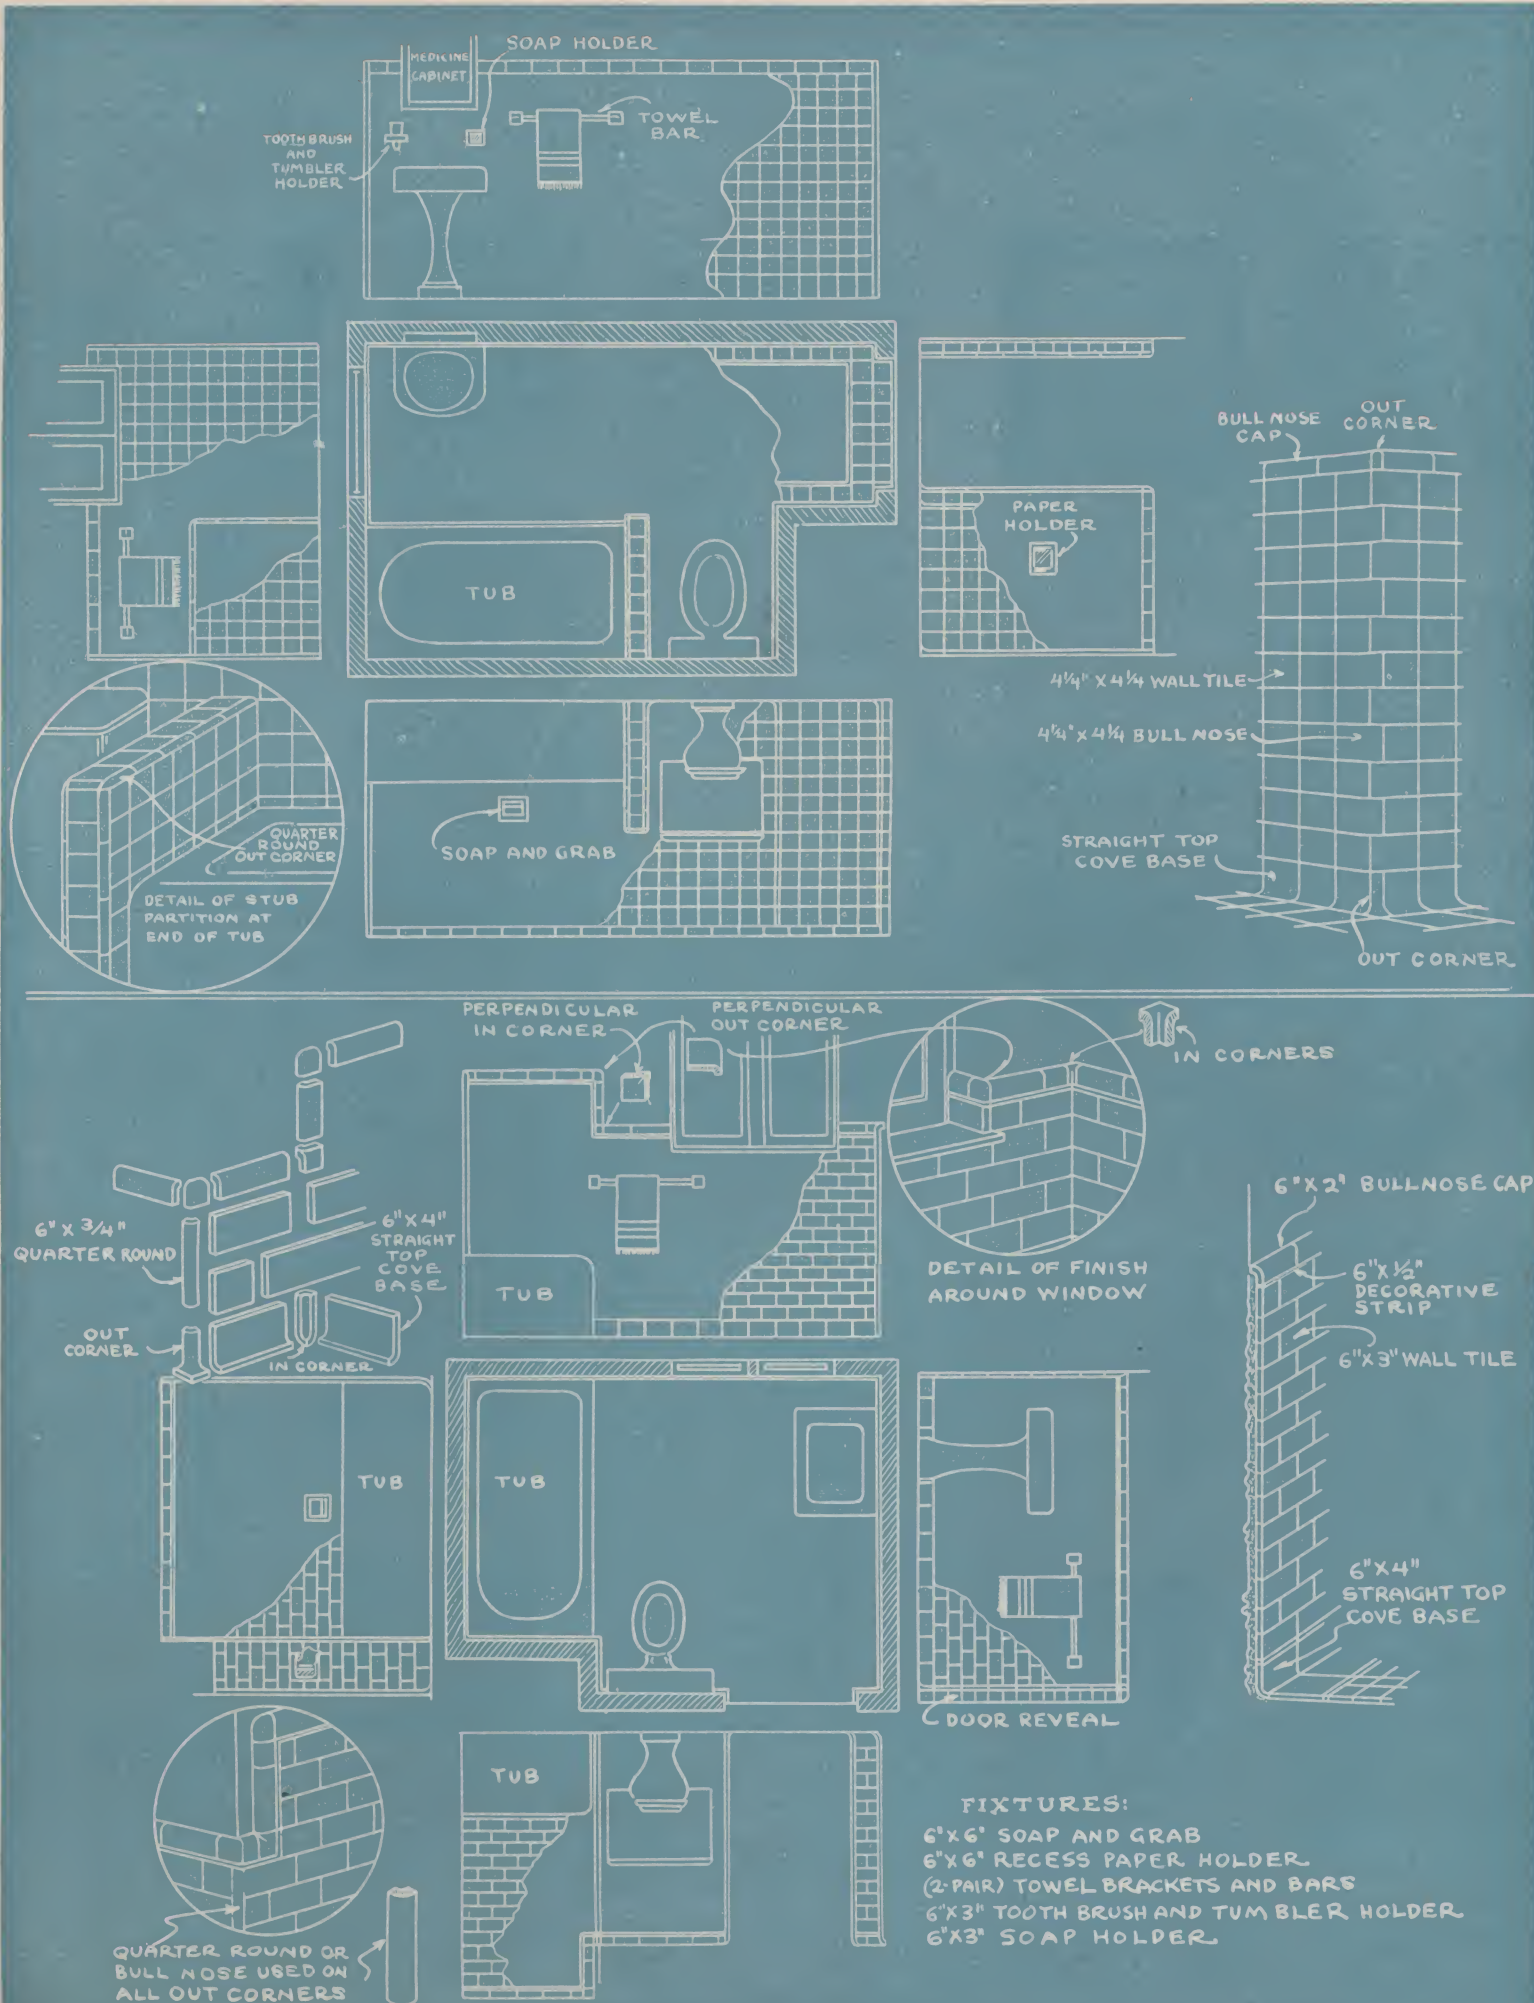 SOAP HOLDER
MEDICINE
CABINET
TOWEL
BAR
TOOTH BRUSH
AND
TUMBLER
HOLDER
TUB
PAPER
HOLDER
BULL NOSE
CAP
OUT
CORNER
4¼" X 4¼ WALL TILE
4¼" X 4¼ BULL NOSE
STRAIGHT TOP
COVE BASE
OUT CORNER
SOAP AND GRAB
QUARTER
ROUND
OUT CORNER
DETAIL OF STUB
PARTITION AT
END OF TUB
PERPENDICULAR
IN CORNER
PERPENDICULAR
OUT CORNER
IN CORNERS
6" X 3/4"
QUARTER ROUND
6" X 4"
STRAIGHT
TOP
COVE
BASE
OUT
CORNER
IN CORNER
TUB
DETAIL OF FINISH
AROUND WINDOW
6" X 2" BULLNOSE CAP
6" X ½"
DECORATIVE
STRIP
6" X 3" WALL TILE
6" X 4"
STRAIGHT TOP
COVE BASE
TUB
TUB
DOOR REVEAL
TUB
QUARTER ROUND OR
BULL NOSE USED ON
ALL OUT CORNERS
FIXTURES:
6" X 6" SOAP AND GRAB
6" X 6" RECESS PAPER HOLDER
(2-PAIR) TOWEL BRACKETS AND BARS
6" X 3" TOOTH BRUSH AND TUMBLER HOLDER
6" X 3" SOAP HOLDER